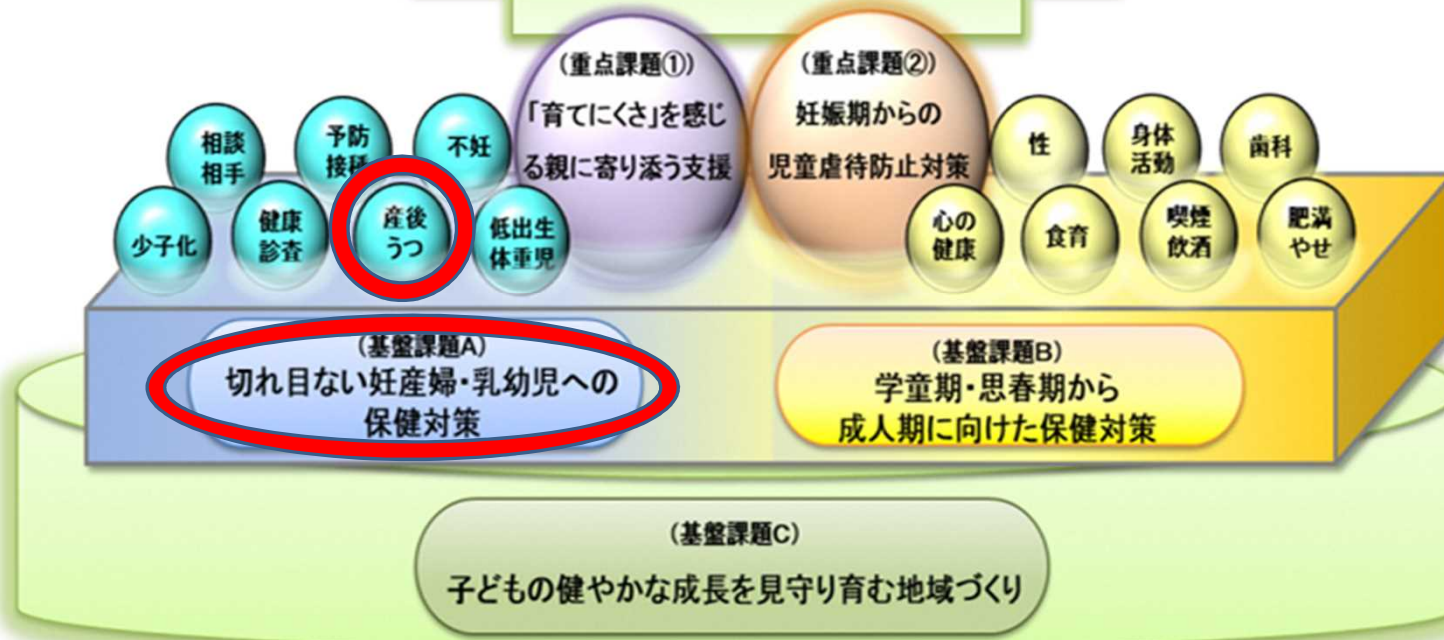 (重点課題①)
「育てにくさ」を感じ
る親に寄り添う支援
(重点課題②)
妊娠期からの
児童虐待防止対策
相談
相手
予防
接種
不妊
少子化
健康
診査
産後
うつ
低出生
体重児
性
身体
活動
歯科
心の
健康
食育
喫煙
飲酒
肥満
やせ
(基盤課題A)
切れ目ない妊産婦・乳幼児への
保健対策
(基盤課題B)
学童期・思春期から
成人期に向けた保健対策
(基盤課題C)
子どもの健やかな成長を見守り育む地域づくり